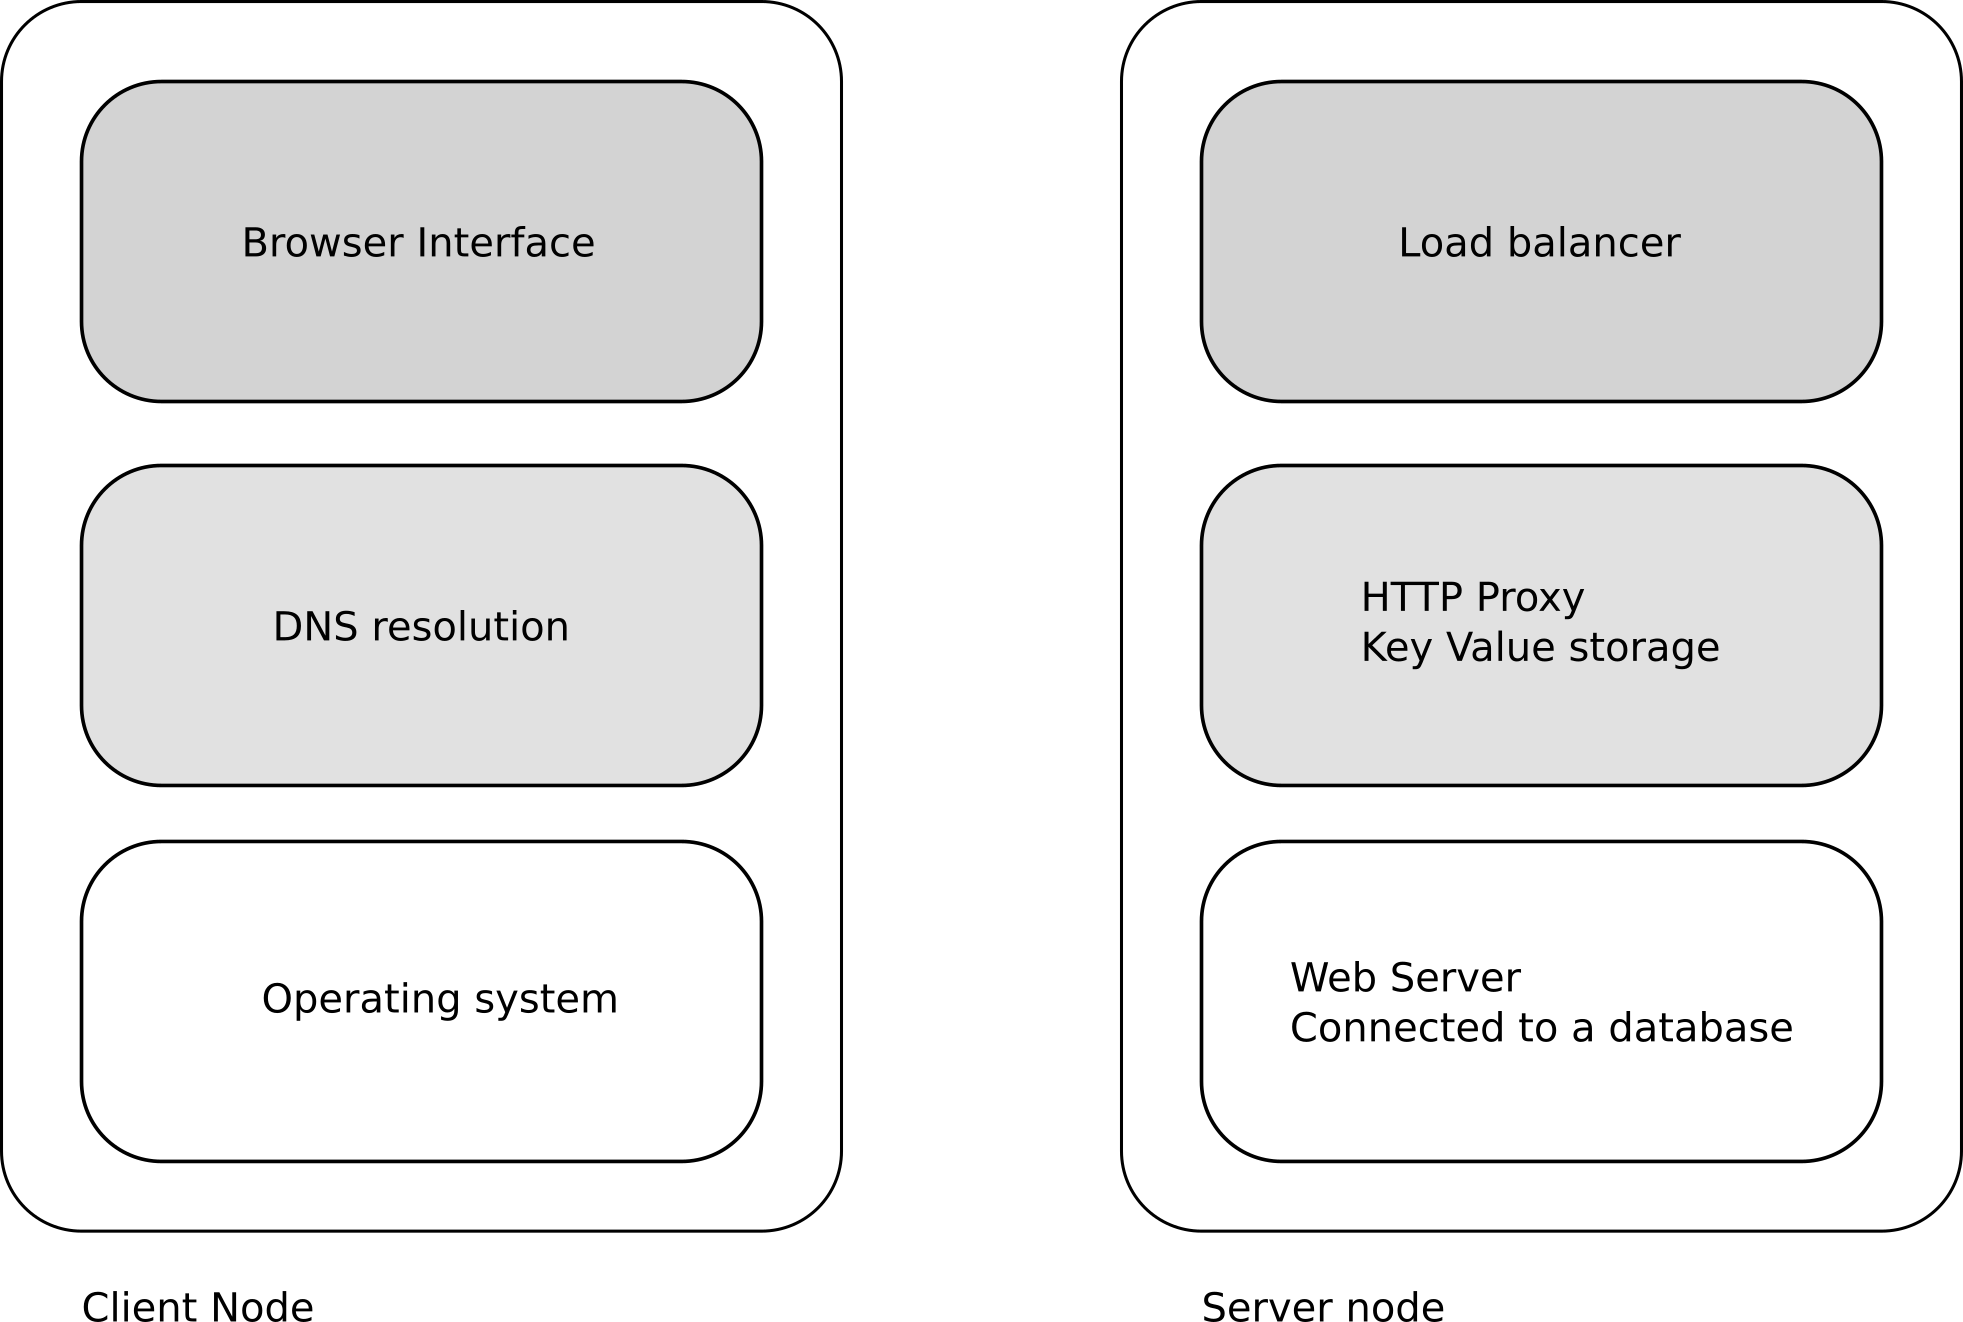 Browser Interface
DNS resolution
Operating system
Client Node
Load balancer
HTTP Proxy
Key Value storage
Web Server
Connected to a database
Server node